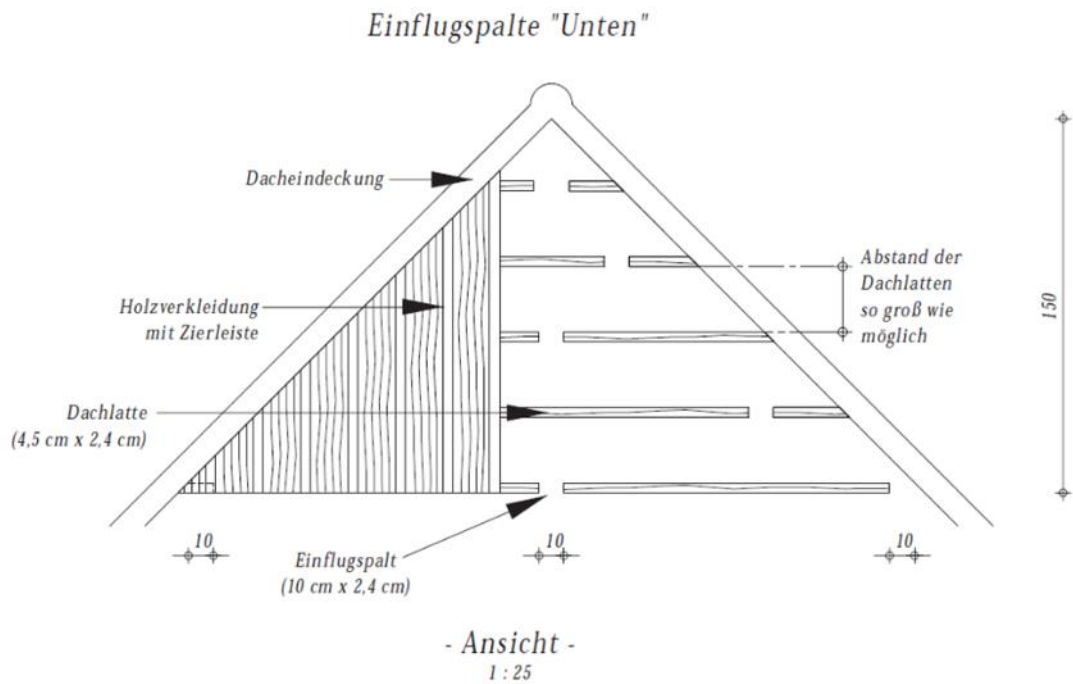 Einflugspalte "Unten"
Dacheindeckung
Holzverkleidung
mit Zierleiste
Abstand der
Dachlatten
so groß wie
möglich
150
Dachlatte
(4,5 cm x 2,4 cm)
10
10
10
Einflugspalt
(10 cm x 2,4 cm)
- Ansicht -
1 : 25